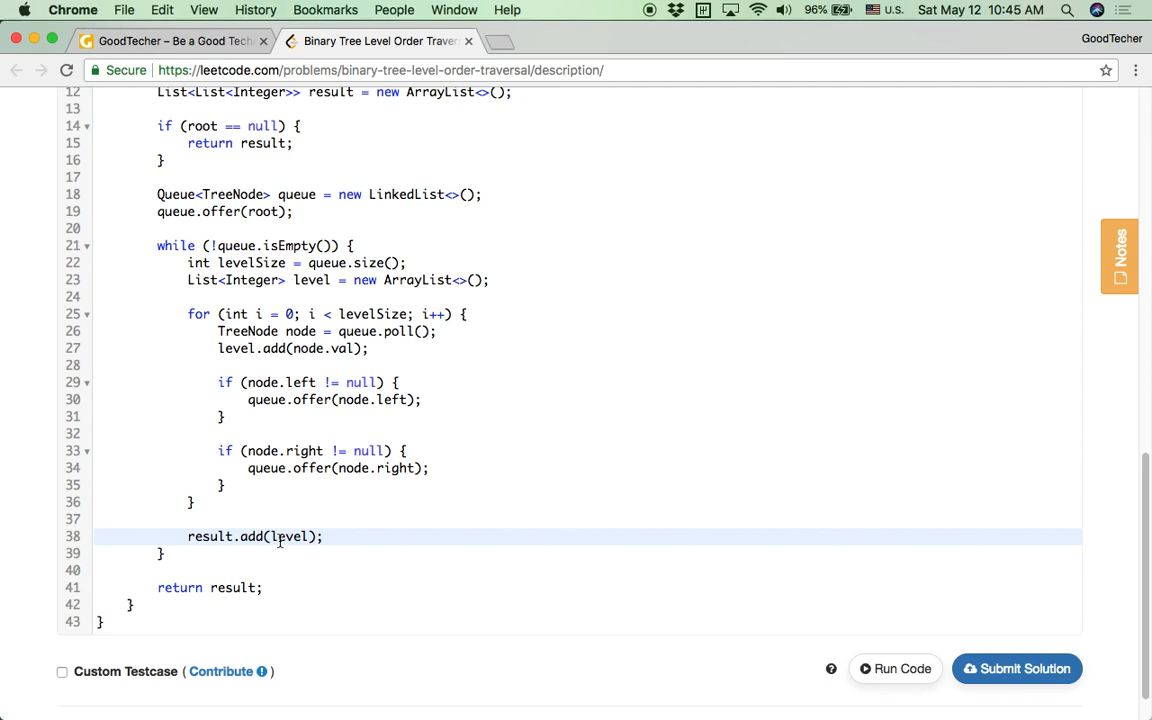 Chrome File Edit View History Bookmarks People Window Help 96% U.S. Sat May 12 10:45 AM
GoodTecher – Be a Good Tech × Binary Tree Level Order Traver × GoodTecher
Secure https://leetcode.com/problems/binary-tree-level-order-traversal/description/
12 List<List<Integer>> result = new ArrayList<>();
13
14 if (root == null) {
15 return result;
16 }
17
18 Queue<TreeNode> queue = new LinkedList<>();
19 queue.offer(root);
20
21 while (!queue.isEmpty()) {
22 int levelSize = queue.size();
23 List<Integer> level = new ArrayList<>();
24
25 for (int i = 0; i < levelSize; i++) {
26 TreeNode node = queue.poll();
27 level.add(node.val);
28
29 if (node.left != null) {
30 queue.offer(node.left);
31 }
32
33 if (node.right != null) {
34 queue.offer(node.right);
35 }
36 }
37
38 result.add(level);
39 }
40
41 return result;
42 }
43 }
Notes
Custom Testcase ( Contribute ) Run Code Submit Solution